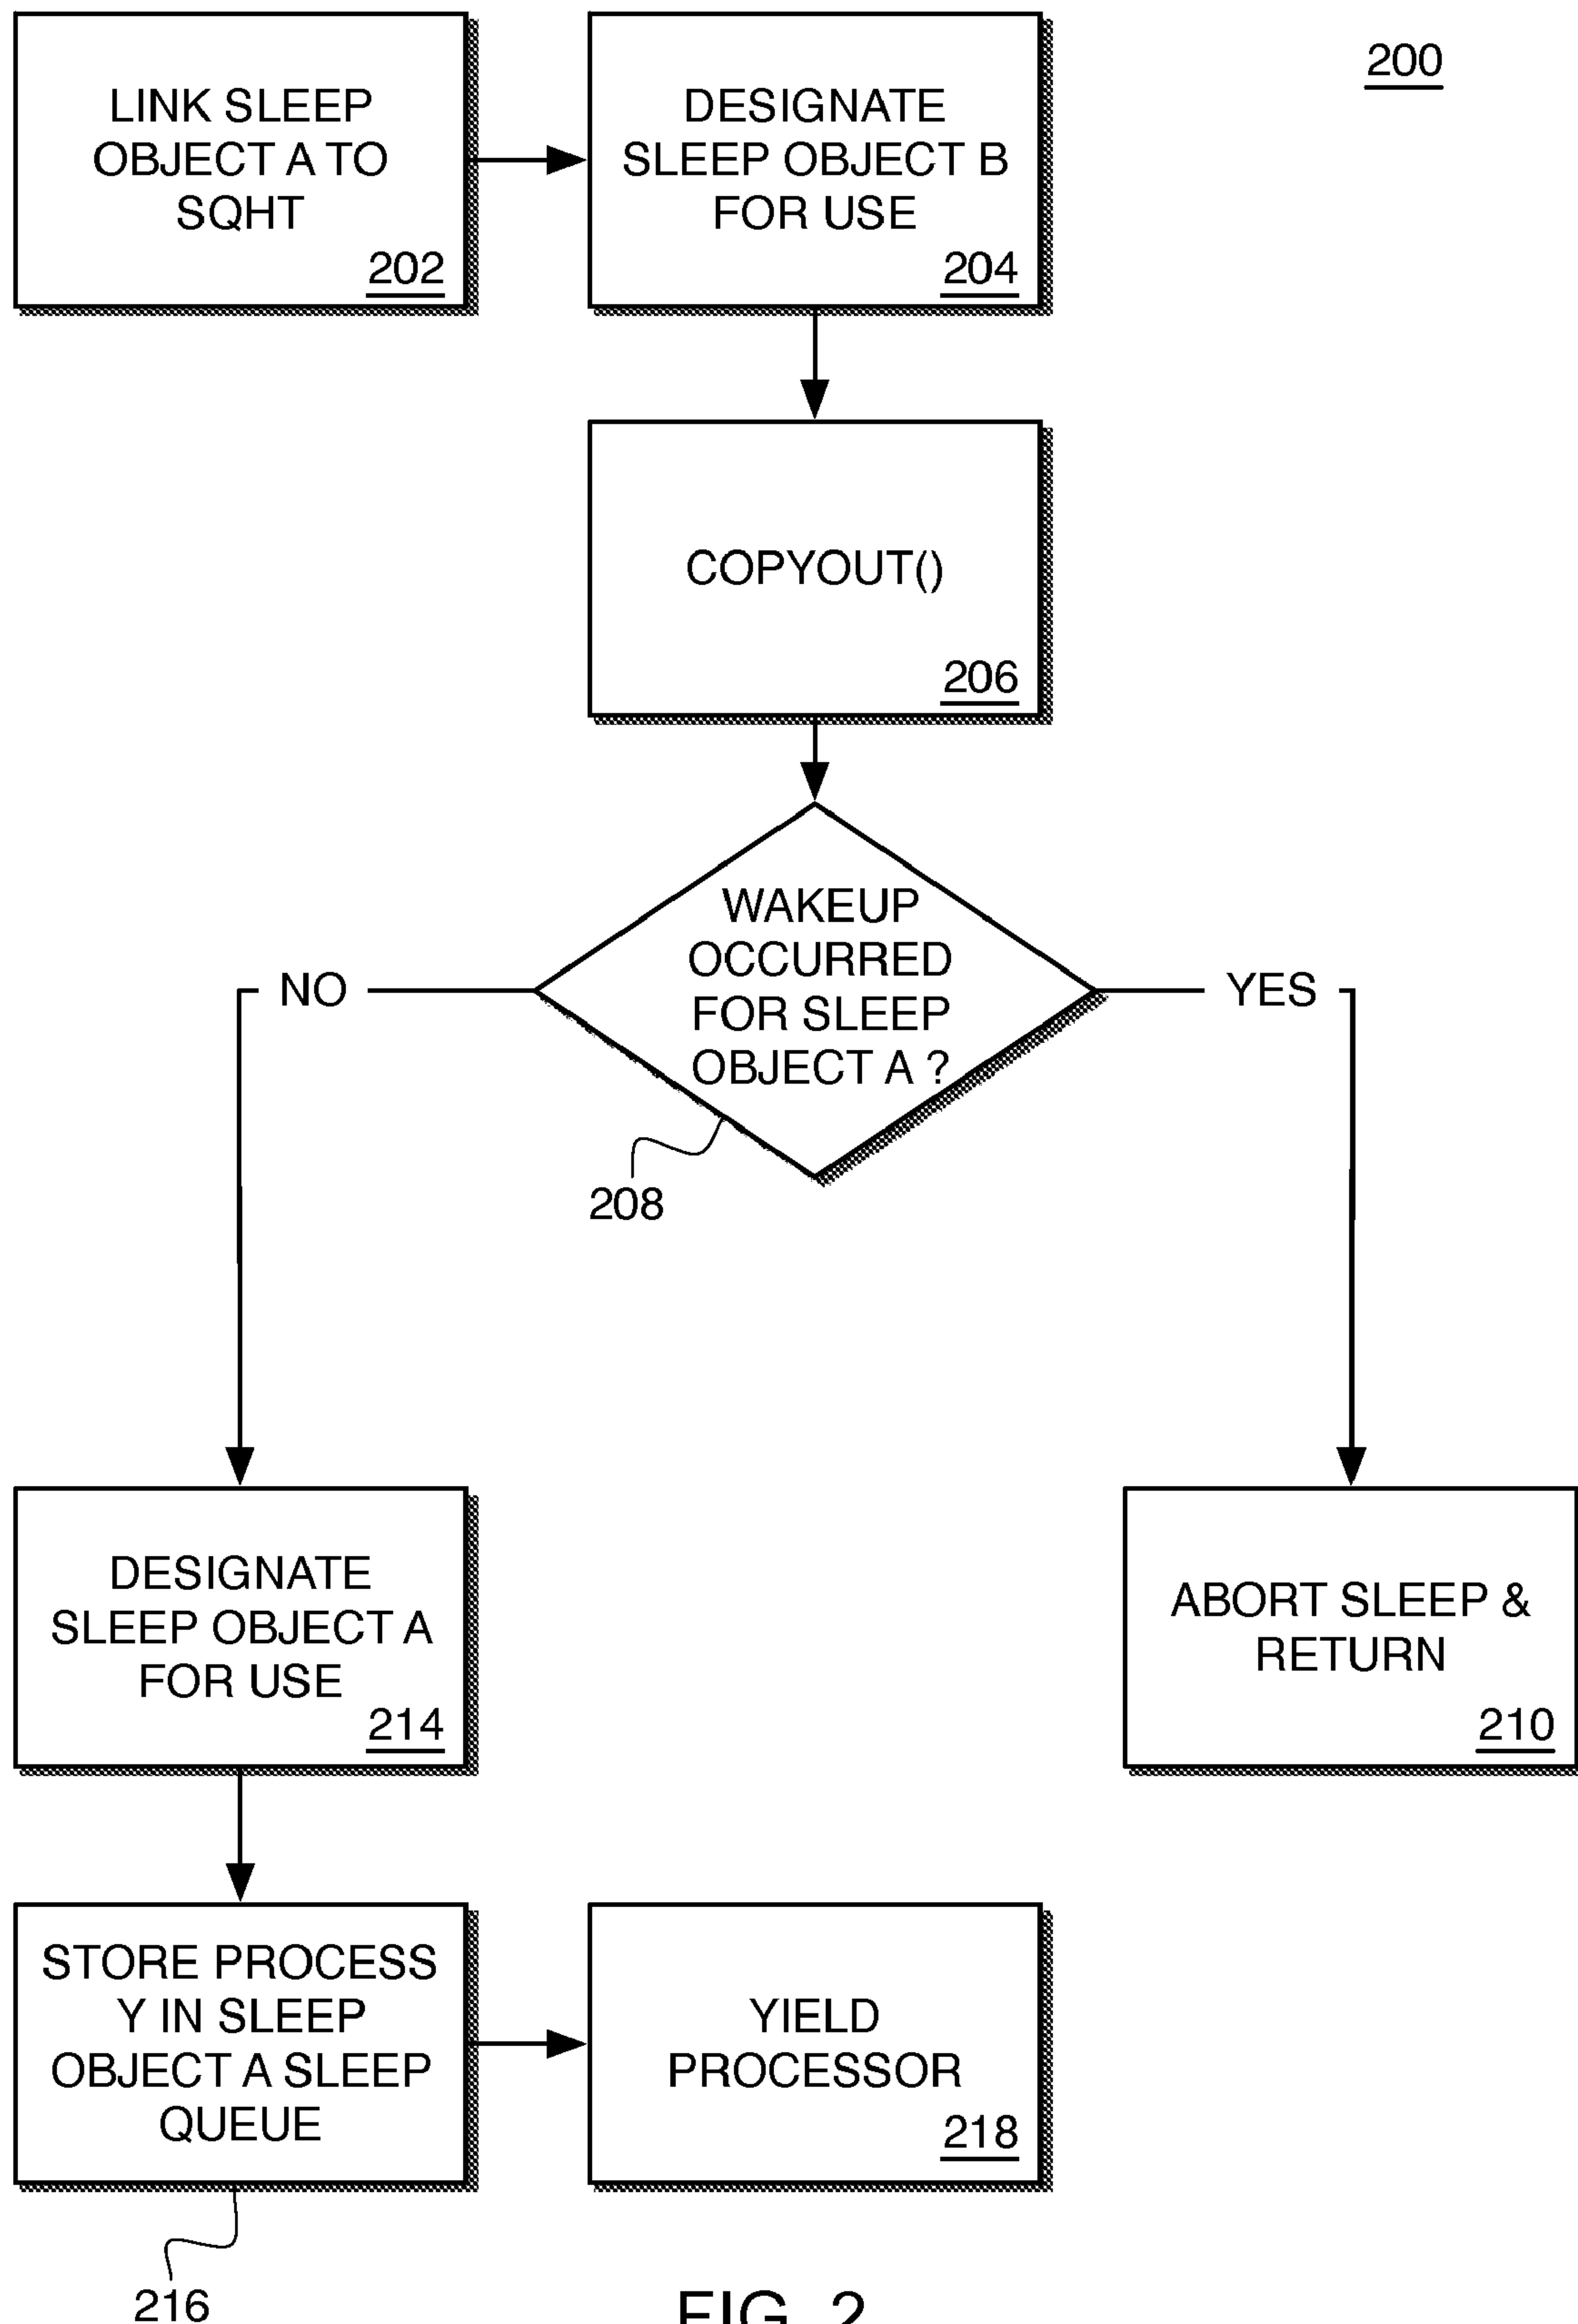 200
LINK SLEEP
OBJECT A TO
SQHT
202
DESIGNATE
SLEEP OBJECT B
FOR USE
204
COPYOUT()
206
WAKEUP
OCCURRED
FOR SLEEP
OBJECT A ?
208
NO
YES
DESIGNATE
SLEEP OBJECT A
FOR USE
214
ABORT SLEEP &
RETURN
210
STORE PROCESS
Y IN SLEEP
OBJECT A SLEEP
QUEUE
216
YIELD
PROCESSOR
218
FIG. 2